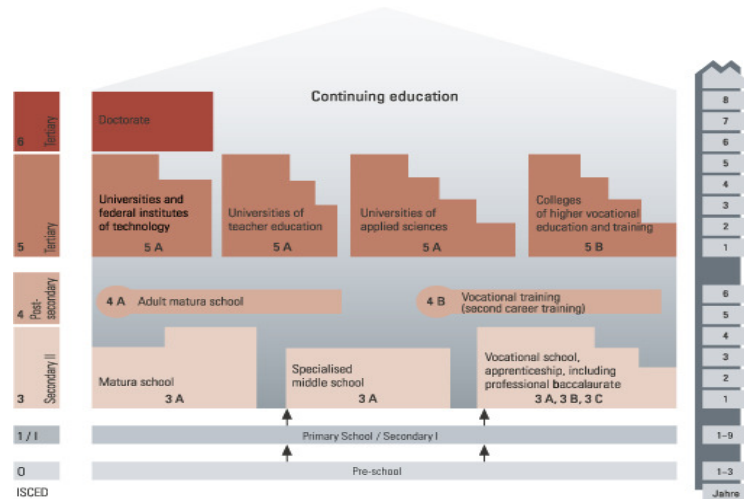 Continuing education
6 Tertiary
Doctorate
8
7
6
5 Tertiary
Universities and
federal institutes
of technology
5 A
Universities of
teacher education
5 A
Universities of
applied sciences
5 A
Colleges
of higher vocational
education and training
5 B
5
4
3
2
1
4 Post-
secondary
4 A Adult matura school
4 B Vocational training
(second career training)
6
5
3 Secondary II
Matura school
3 A
Specialised
middle school
3 A
Vocational school,
apprenticeship, including
professional baccalaurate
3 A, 3 B, 3 C
4
3
2
1
1 / I
Primary School / Secondary I
1–9
0
Pre-school
1–3
ISCED
Jahre